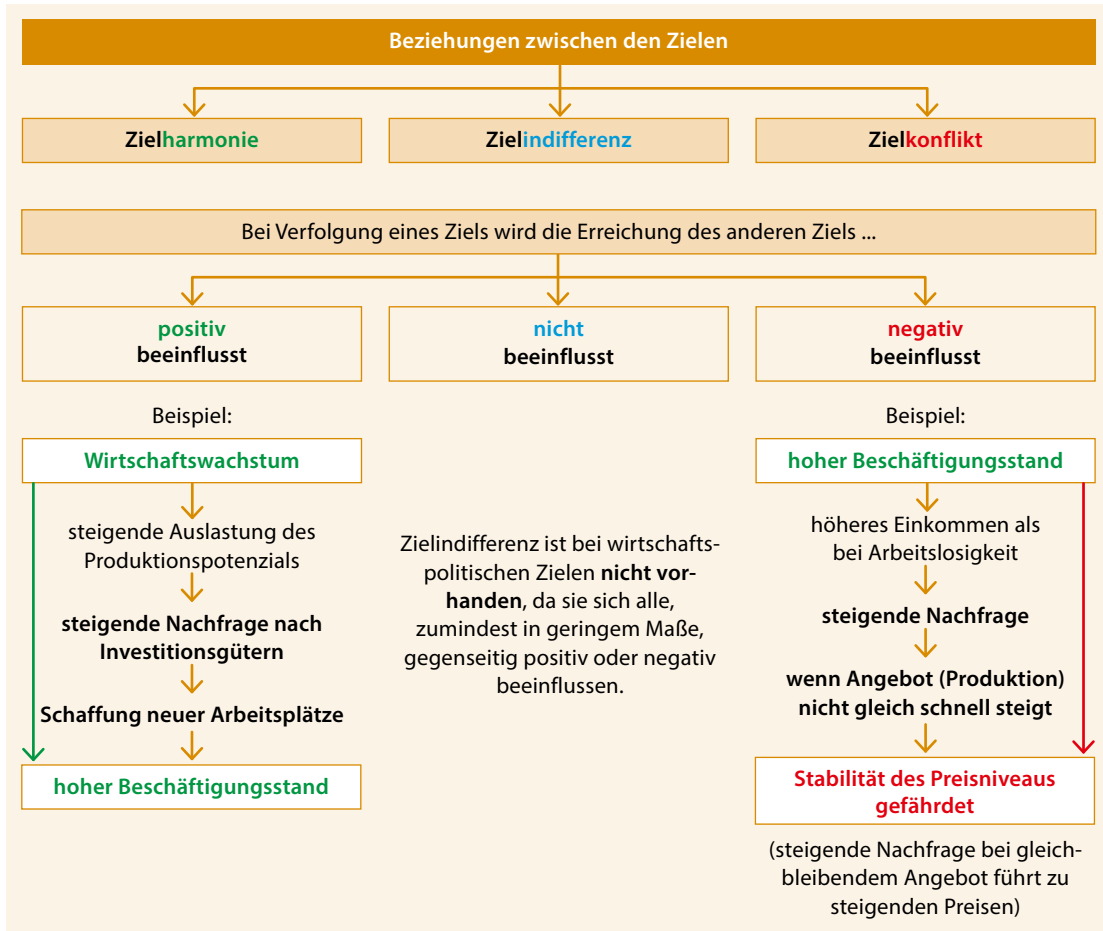 Beziehungen zwischen den Zielen
Zielharmonie
Zielindifferenz
Zielkonflikt
Bei Verfolgung eines Ziels wird die Erreichung des anderen Ziels ...
positiv
beeinflusst
nicht
beeinflusst
negativ
beeinflusst
Beispiel:
Wirtschaftswachstum
steigende Auslastung des
Produktionspotenzials
steigende Nachfrage nach
Investitionsgütern
Schaffung neuer Arbeitsplätze
hoher Beschäftigungsstand
Zielindifferenz ist bei wirtschafts-
politischen Zielen nicht vor-
handen, da sie sich alle,
zumindest in geringem Maße,
gegenseitig positiv oder negativ
beeinflussen.
Beispiel:
hoher Beschäftigungsstand
höheres Einkommen als
bei Arbeitslosigkeit
steigende Nachfrage
wenn Angebot (Produktion)
nicht gleich schnell steigt
Stabilität des Preisniveaus
gefährdet
(steigende Nachfrage bei gleich-
bleibendem Angebot führt zu
steigenden Preisen)